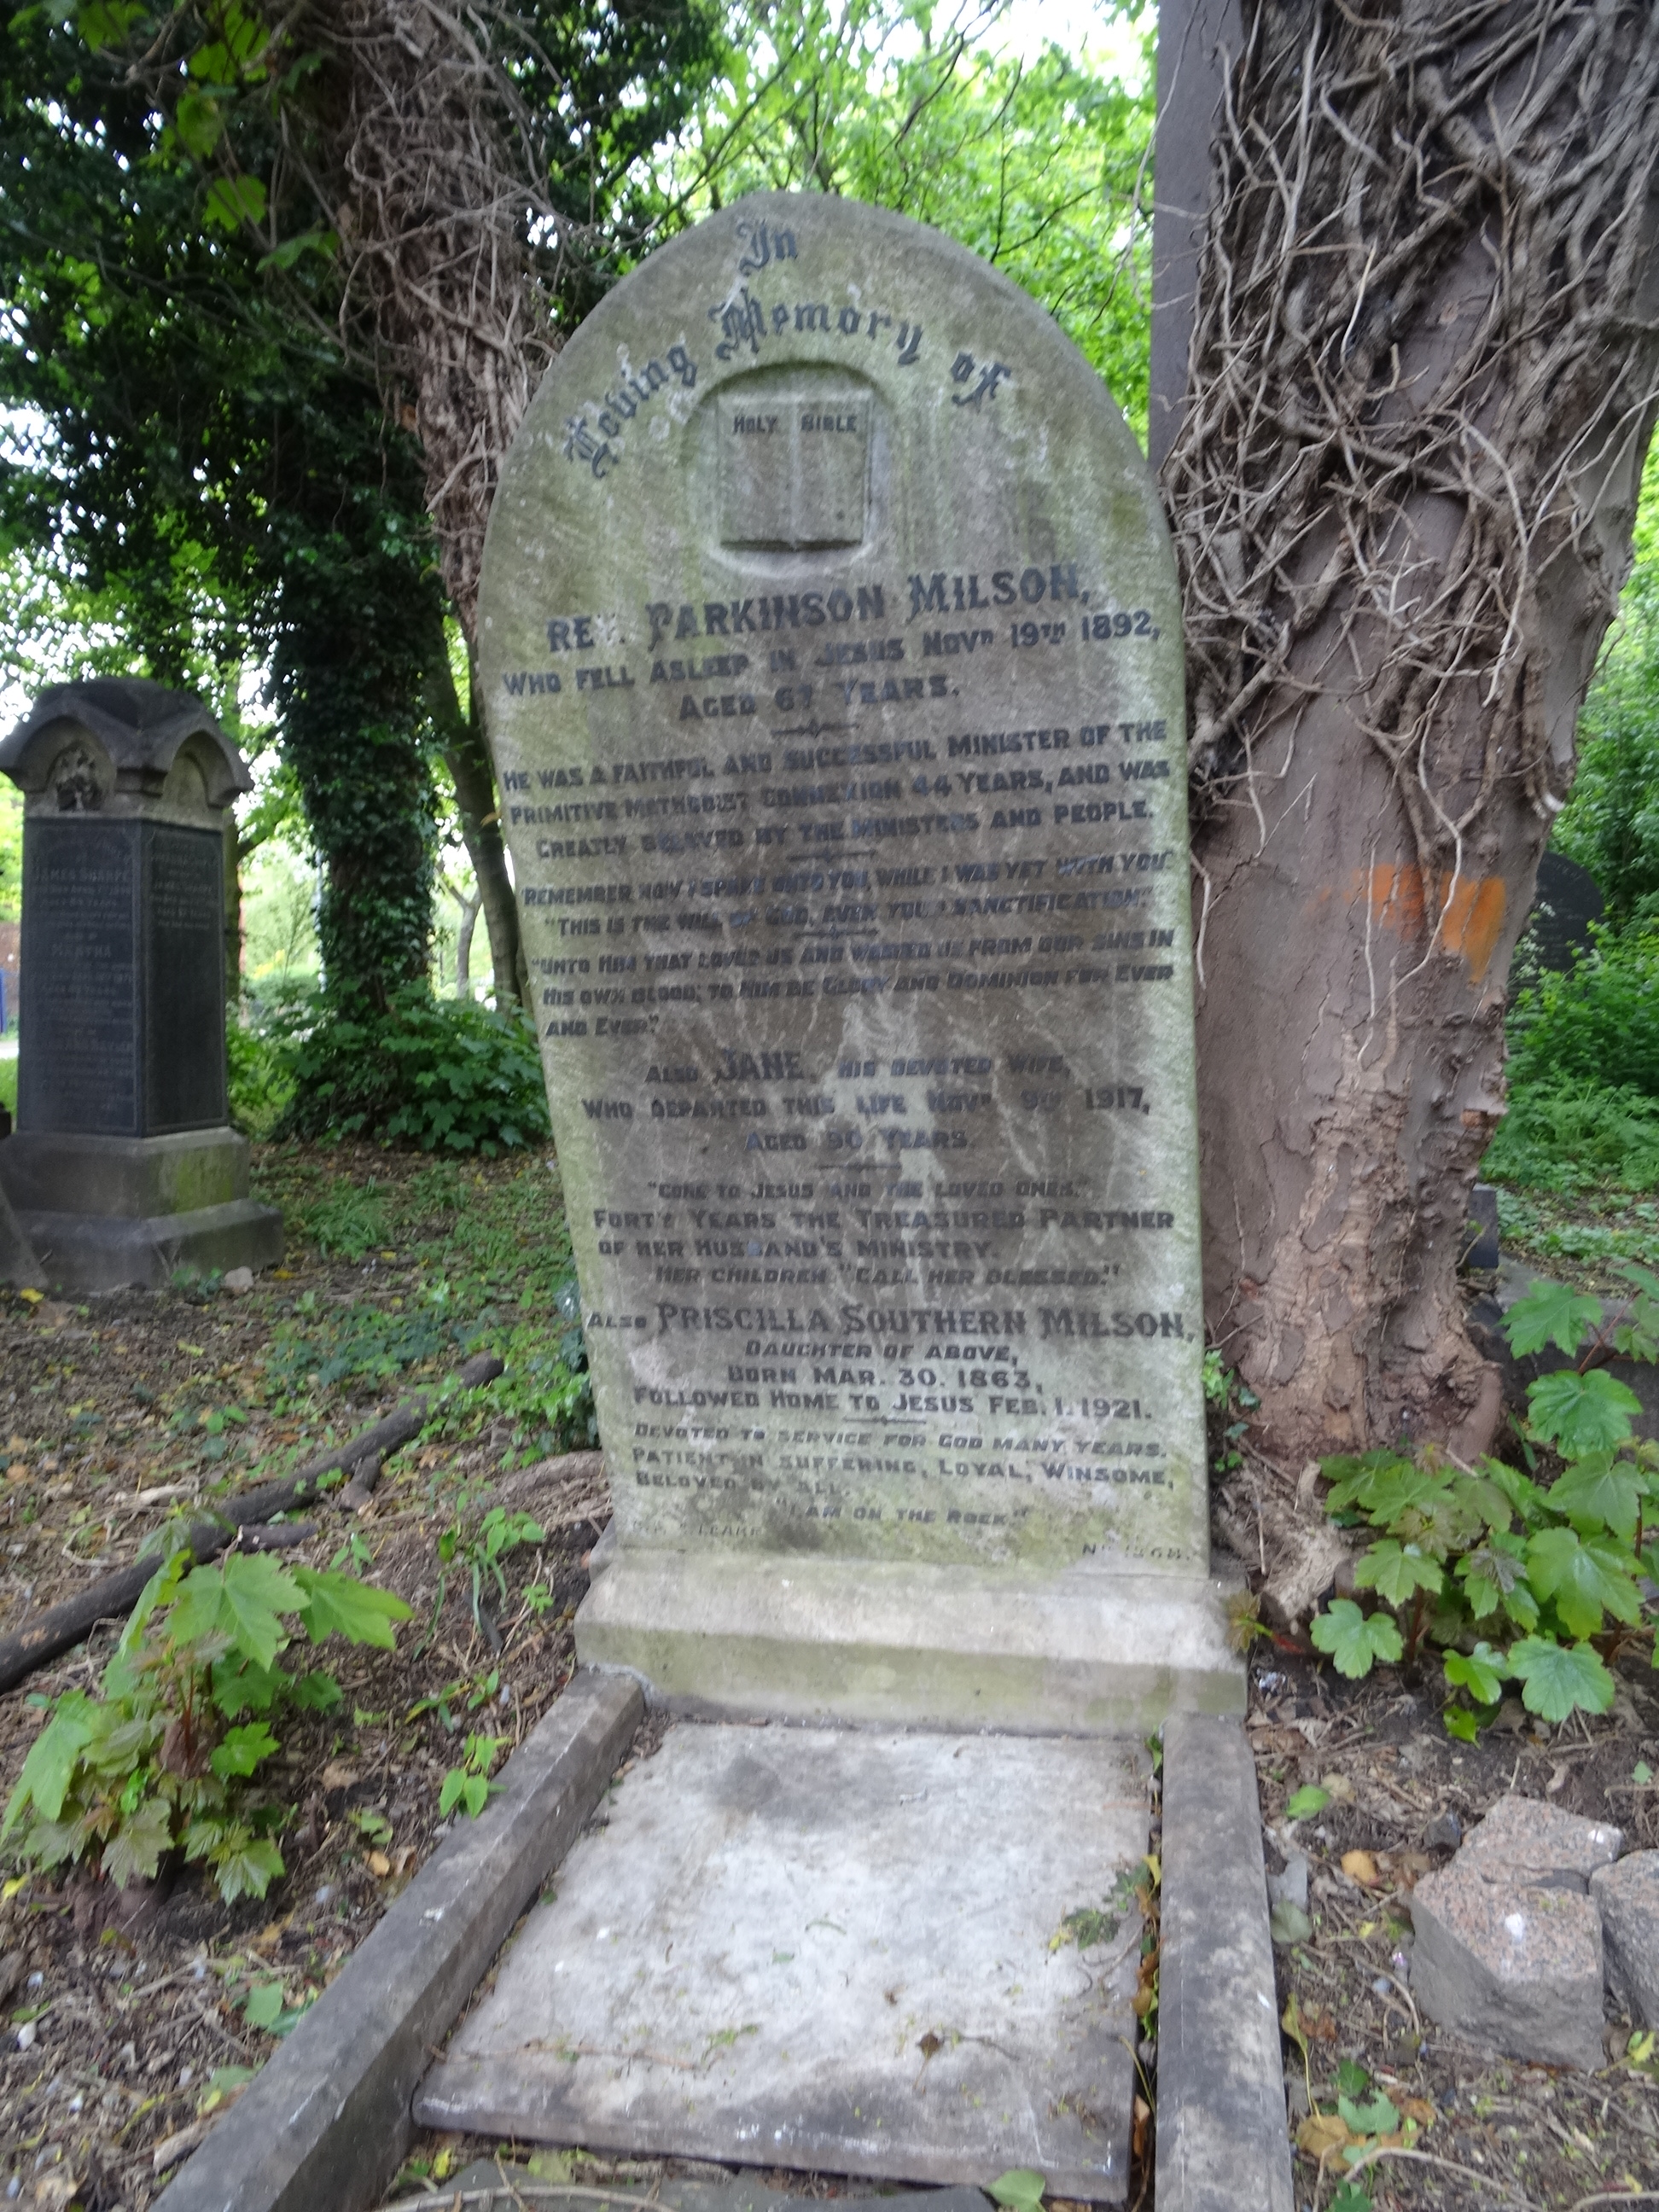 In
Loving Memory of
HOLY BIBLE
REV. PARKINSON MILSON,
WHO FELL ASLEEP IN JESUS NOVR 19TH 1892,
AGED 67 YEARS.
HE WAS A FAITHFUL AND SUCCESSFUL MINISTER OF THE
PRIMITIVE METHODIST CONNEXION 44 YEARS, AND WAS
GREATLY BELOVED BY THE MINISTERS AND PEOPLE.
"REMEMBER HOW I SPAKE UNTO YOU, WHILE I WAS YET WITH YOU"
"THIS IS THE WILL OF GOD, EVEN YOUR SANCTIFICATION."
"UNTO HIM THAT LOVED US AND WASHED US FROM OUR SINS IN
HIS OWN BLOOD; TO HIM BE GLORY AND DOMINION FOR EVER
AND EVER."
ALSO JANE, HIS DEVOTED WIFE,
WHO DEPARTED THIS LIFE NOVR 9TH 1917,
AGED 90 YEARS.
"GONE TO JESUS AND THE LOVED ONES."
FORTY YEARS THE TREASURED PARTNER
OF HER HUSBAND'S MINISTRY.
HER CHILDREN "CALL HER BLESSED."
ALSO PRISCILLA SOUTHERN MILSON,
DAUGHTER OF ABOVE,
BORN MAR. 30. 1863,
FOLLOWED HOME TO JESUS FEB. 1. 1921.
DEVOTED TO SERVICE FOR GOD MANY YEARS.
PATIENT IN SUFFERING, LOYAL, WINSOME,
BELOVED BY ALL.
"I AM ON THE ROCK"
LEAKE
JAMES SHARPE
MARTHA